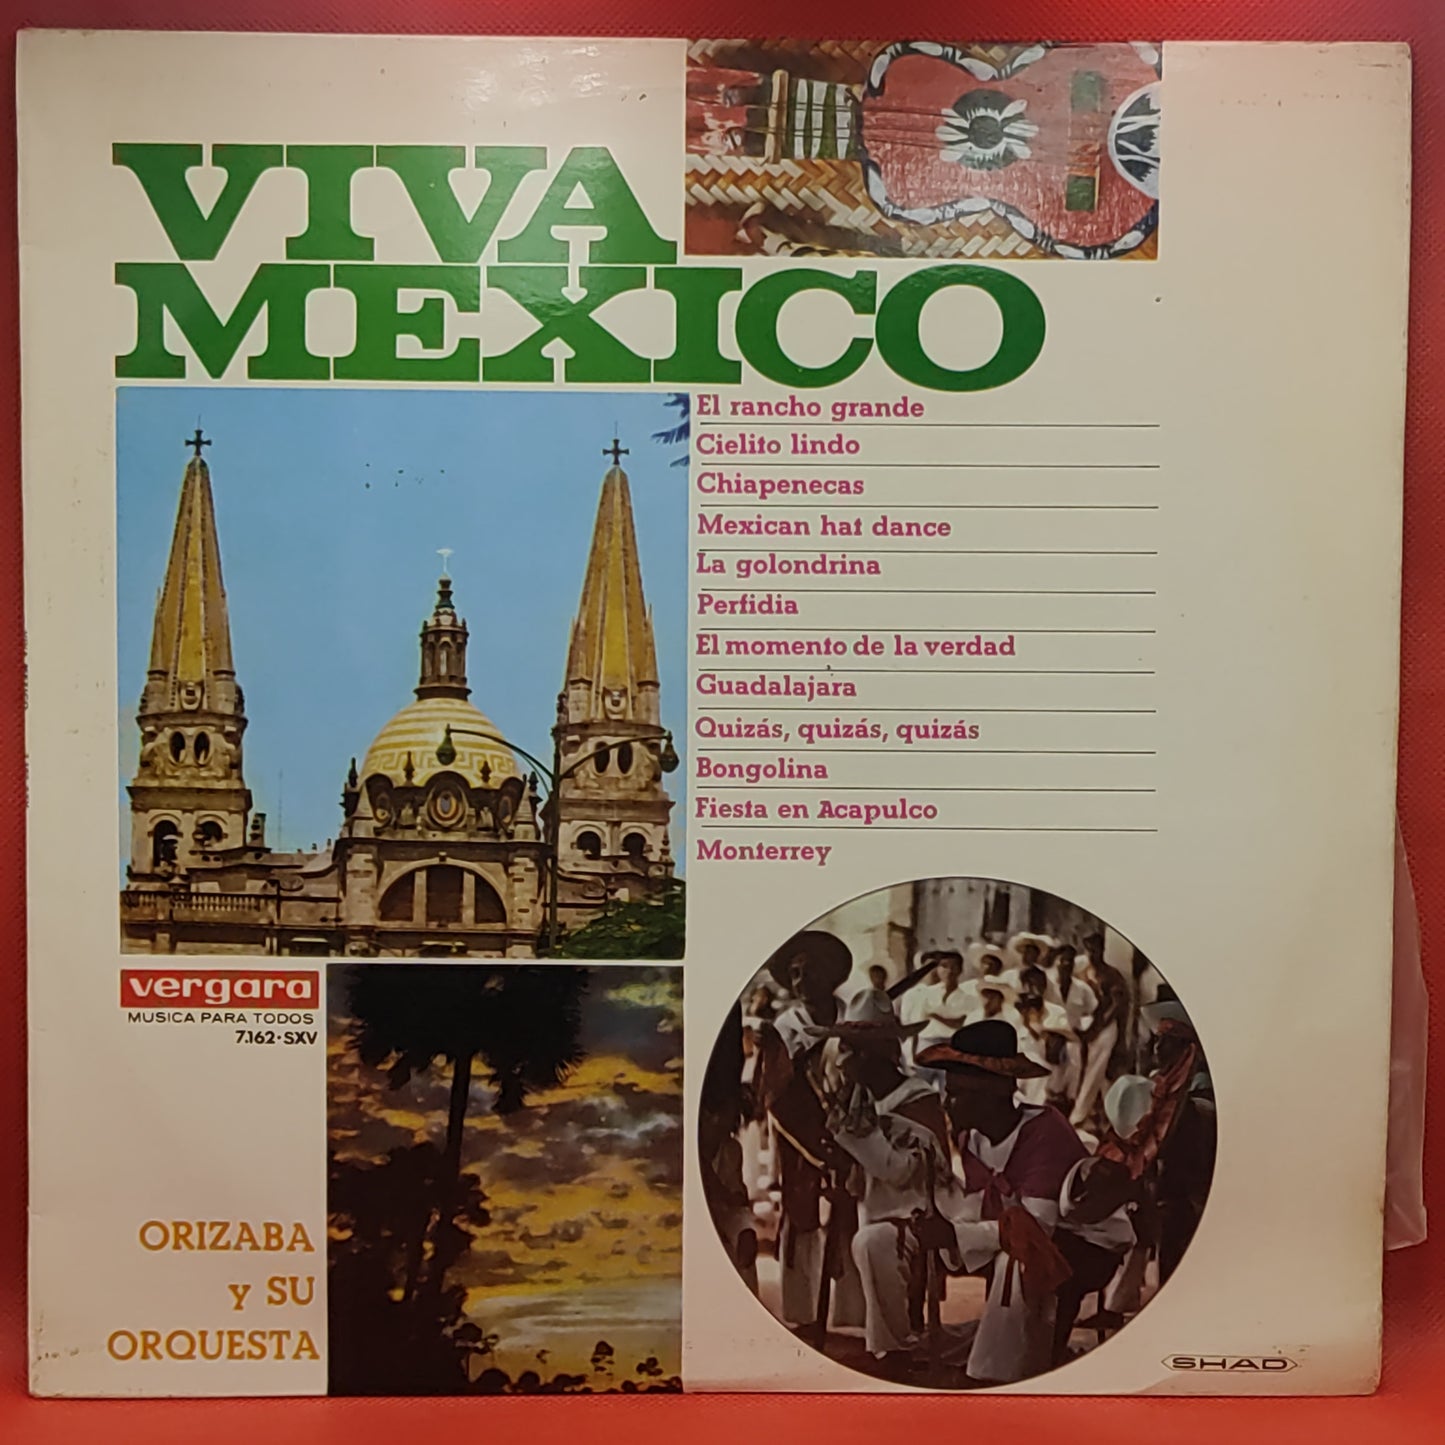 VIVA
MEXICO
El rancho grande
Cielito lindo
Chiapenecas
Mexican hat dance
La golondrina
Perfidia
El momento de la verdad
Guadalajara
Quizás, quizás, quizás
Bongolina
Fiesta en Acapulco
Monterrey
vergara
MUSICA PARA TODOS
7.162·SXV
ORIZABA
y SU
ORQUESTA
SHAD